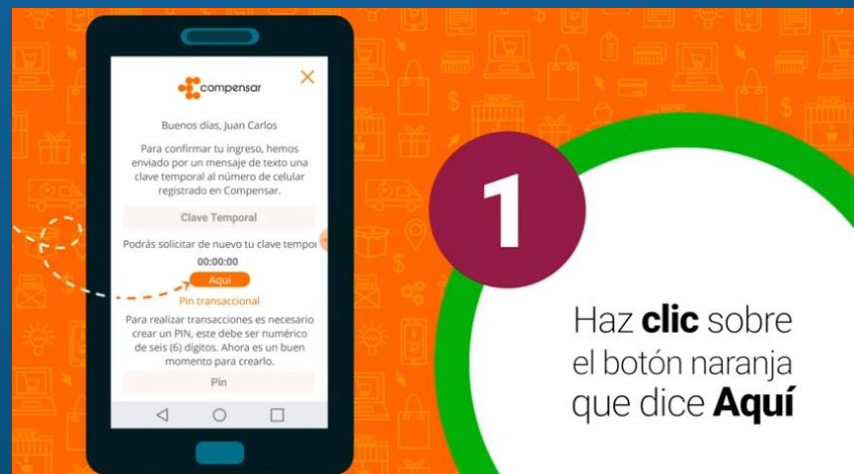 compensar
Buenos días, Juan Carlos
Para confirmar tu ingreso, hemos
enviado por un mensaje de texto una
clave temporal al número de celular
registrado en Compensar.
Clave Temporal
Podrás solicitar de nuevo tu clave tempor
00:00:00
Aquí
Pin transaccional
Para realizar transacciones es necesario
crear un PIN, este debe ser numérico
de seis (6) dígitos. Ahora es un buen
momento para crearlo.
Pin
1
Haz clic sobre
el botón naranja
que dice Aquí